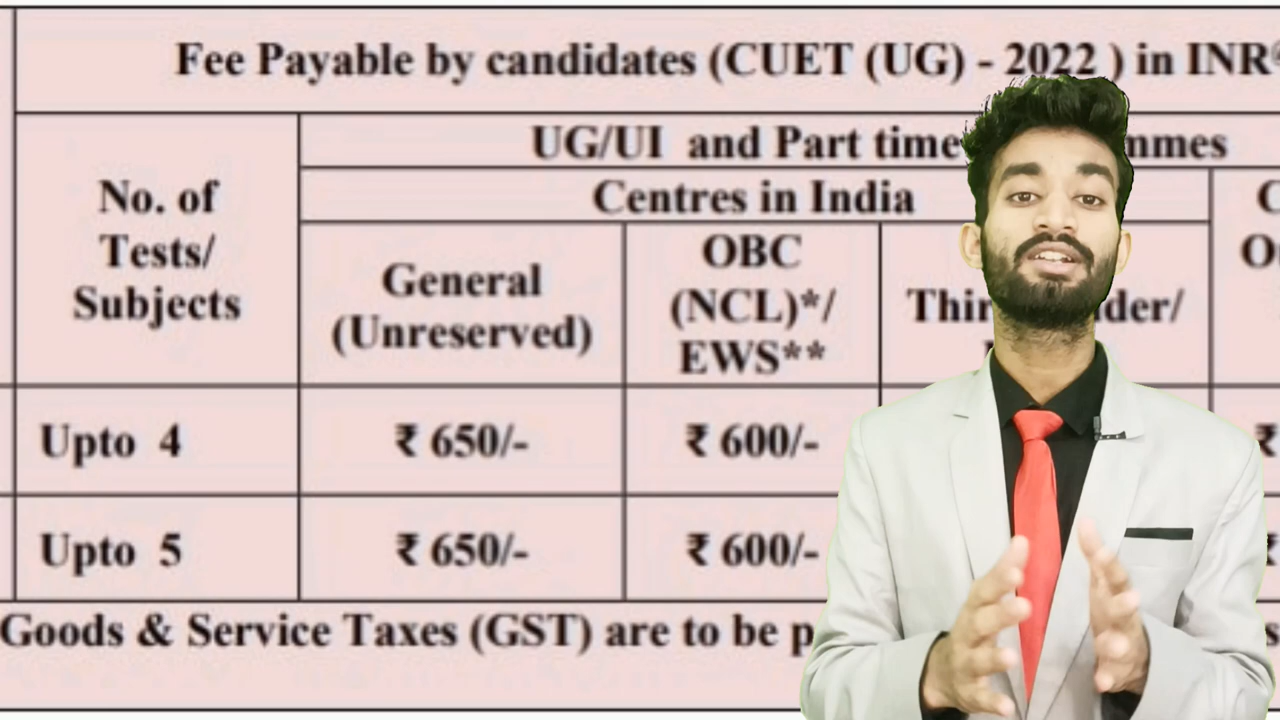 Fee Payable by candidates (CUET (UG) - 2022 ) in INR
UG/UI and Part time
Centres in India
No. of
Tests/
Subjects
General
(Unreserved)
OBC
(NCL)*/
EWS**
Upto 4
₹ 650/-
₹ 600/-
Upto 5
₹ 650/-
₹ 600/-
Goods & Service Taxes (GST) are to be